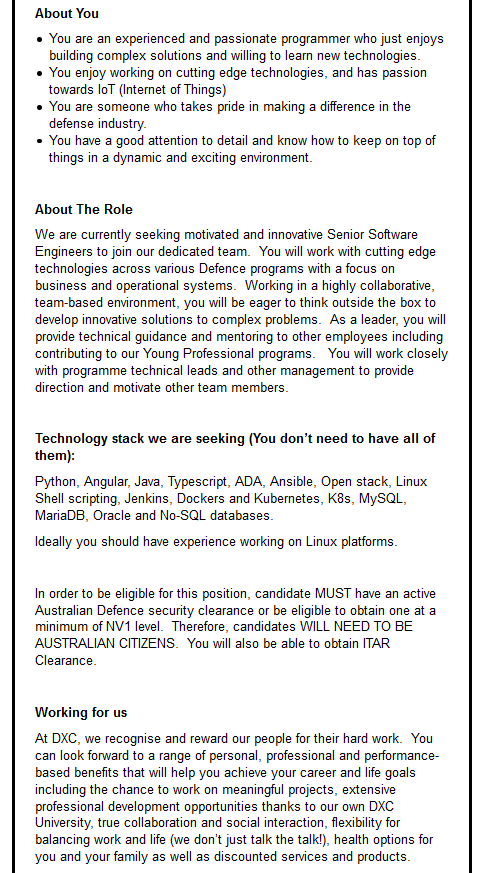 About You
• You are an experienced and passionate programmer who just enjoys
building complex solutions and willing to learn new technologies.
• You enjoy working on cutting edge technologies, and has passion
towards IoT (Internet of Things)
• You are someone who takes pride in making a difference in the
defense industry.
• You have a good attention to detail and know how to keep on top of
things in a dynamic and exciting environment.
About The Role
We are currently seeking motivated and innovative Senior Software
Engineers to join our dedicated team.  You will work with cutting edge
technologies across various Defence programs with a focus on
business and operational systems.  Working in a highly collaborative,
team-based environment, you will be eager to think outside the box to
develop innovative solutions to complex problems.  As a leader, you will
provide technical guidance and mentoring to other employees including
contributing to our Young Professional programs.   You will work closely
with programme technical leads and other management to provide
direction and motivate other team members.
Technology stack we are seeking (You don’t need to have all of
them):
Python, Angular, Java, Typescript, ADA, Ansible, Open stack, Linux
Shell scripting, Jenkins, Dockers and Kubernetes, K8s, MySQL,
MariaDB, Oracle and No-SQL databases.
Ideally you should have experience working on Linux platforms.
In order to be eligible for this position, candidate MUST have an active
Australian Defence security clearance or be eligible to obtain one at a
minimum of NV1 level.  Therefore, candidates WILL NEED TO BE
AUSTRALIAN CITIZENS.  You will also be able to obtain ITAR
Clearance.
Working for us
At DXC, we recognise and reward our people for their hard work.  You
can look forward to a range of personal, professional and performance-
based benefits that will help you achieve your career and life goals
including the chance to work on meaningful projects, extensive
professional development opportunities thanks to our own DXC
University, true collaboration and social interaction, flexibility for
balancing work and life (we don’t just talk the talk!), health options for
you and your family as well as discounted services and products.